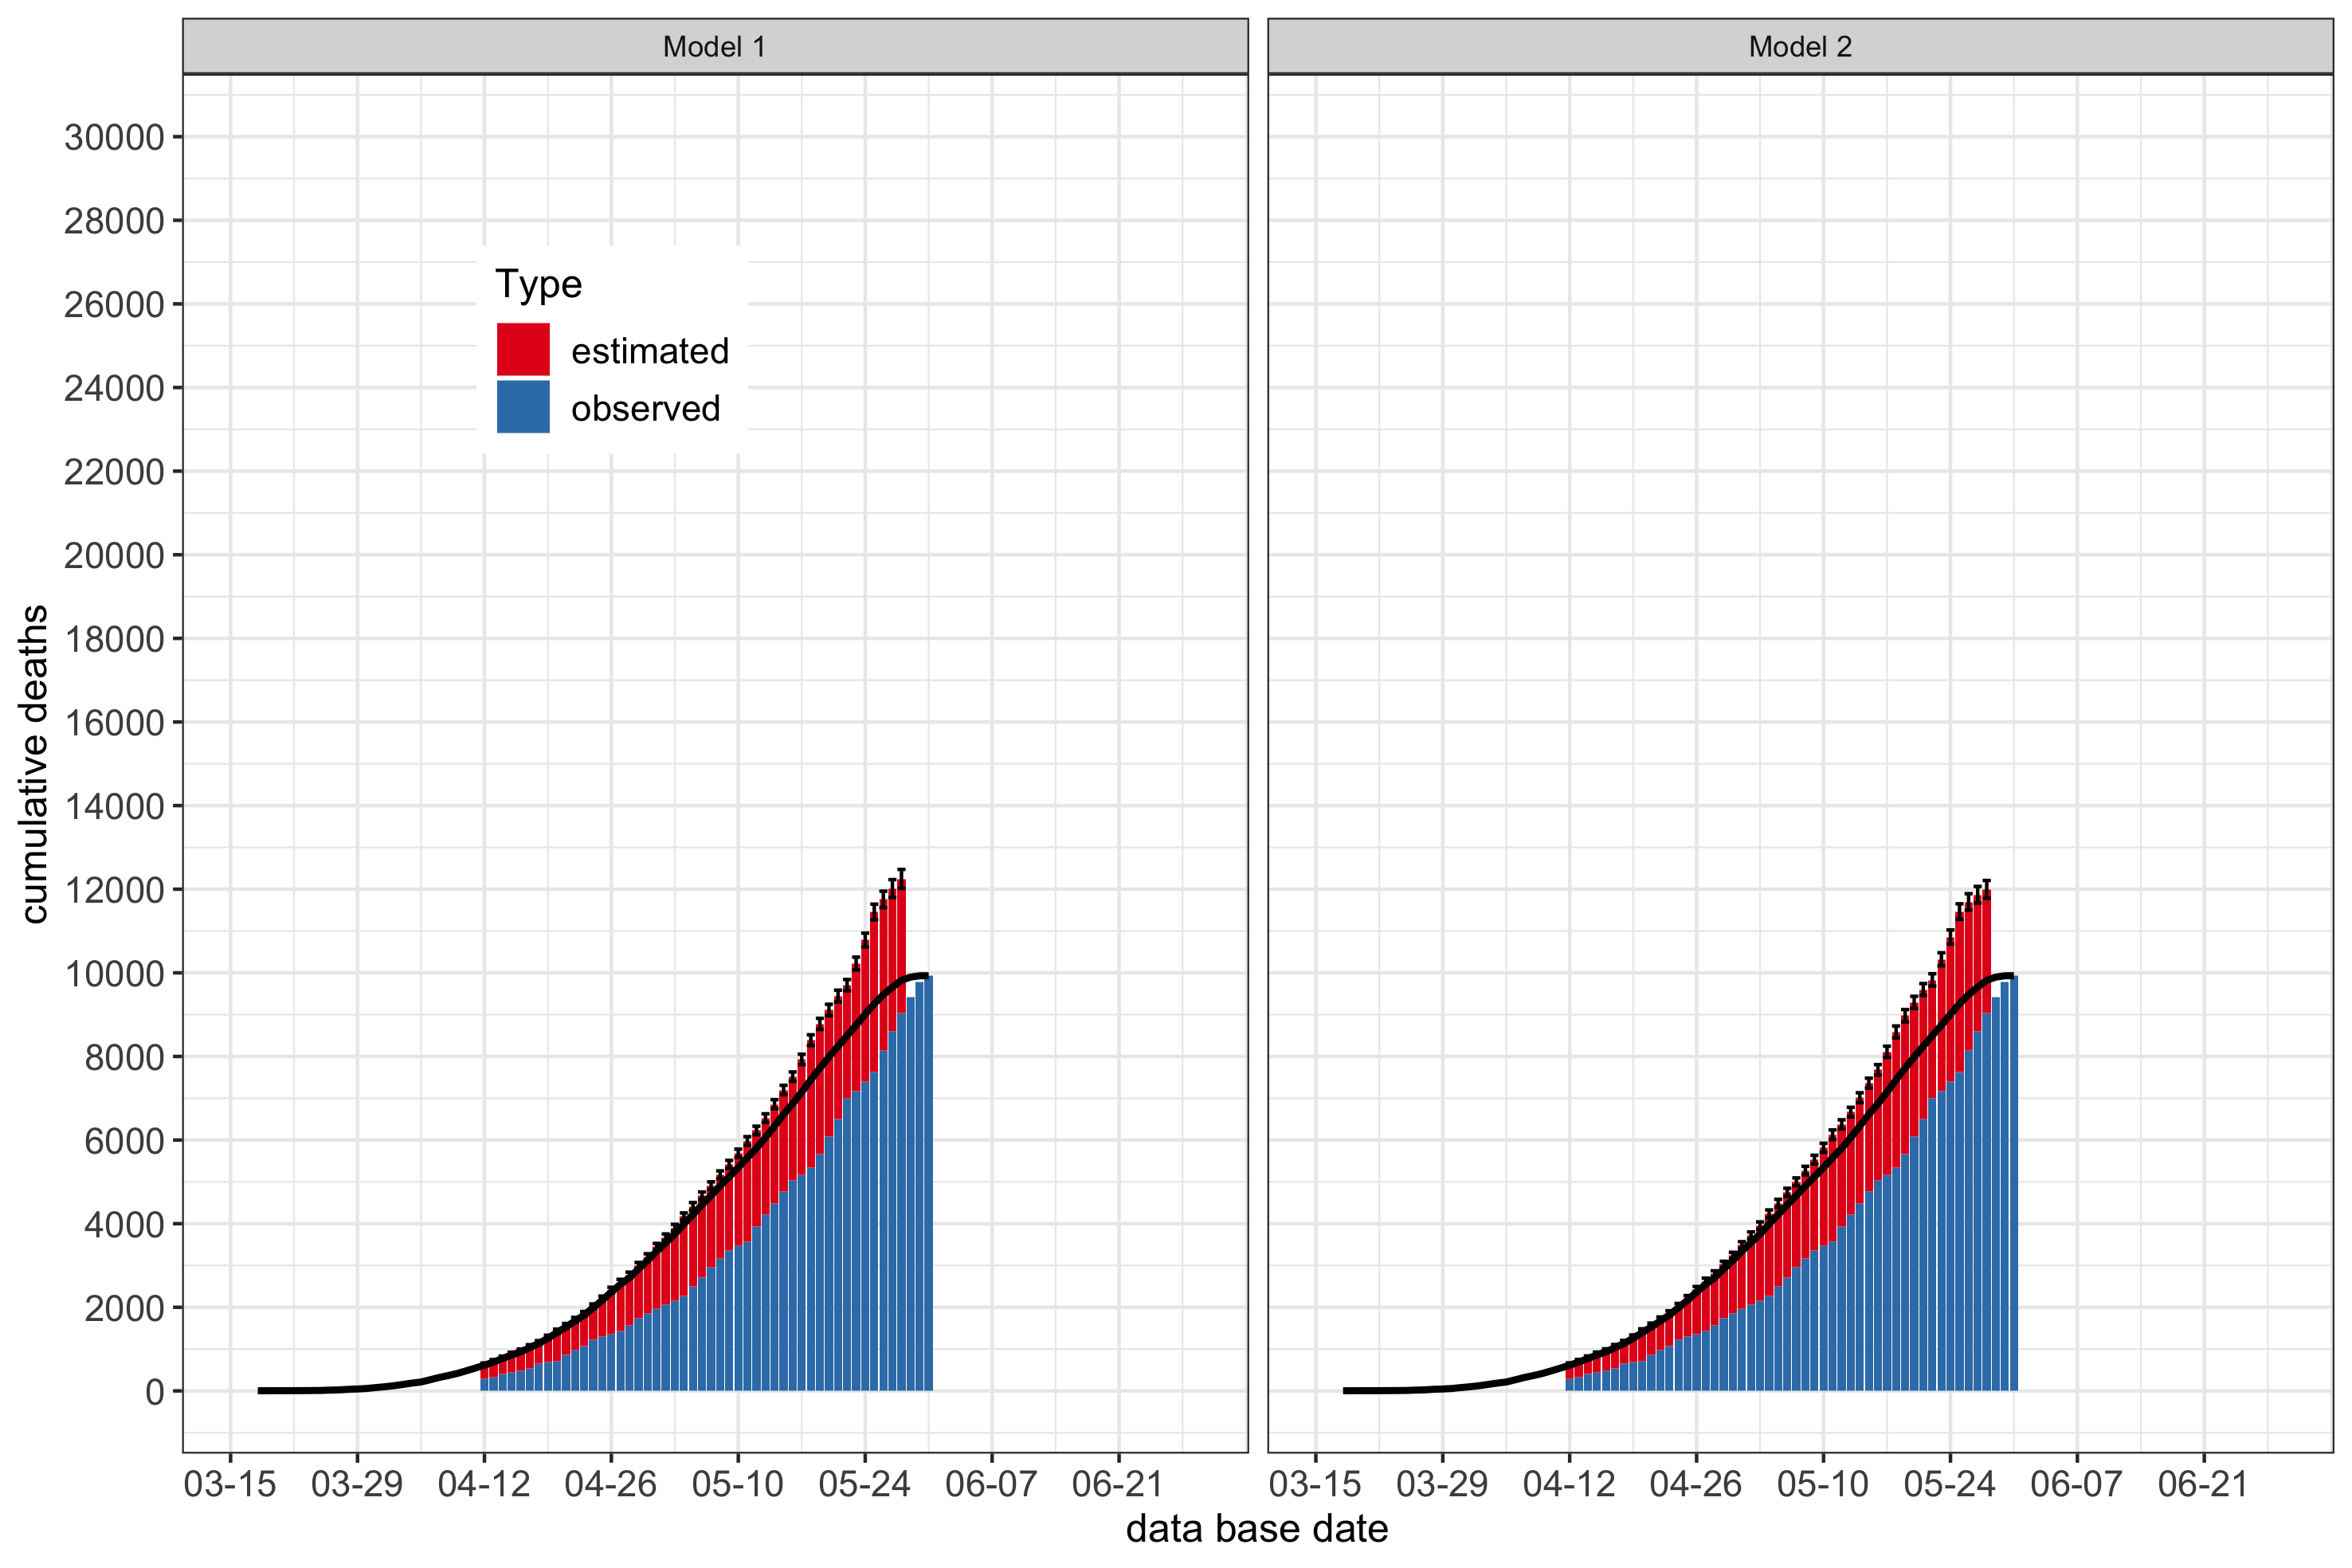 Model 1
Model 2
30000
28000
26000
24000
22000
20000
18000
16000
14000
12000
10000
8000
6000
4000
2000
0
cumulative deaths
Type
estimated
observed
03-15 03-29 04-12 04-26 05-10 05-24 06-07 06-21
03-15 03-29 04-12 04-26 05-10 05-24 06-07 06-21
data base date